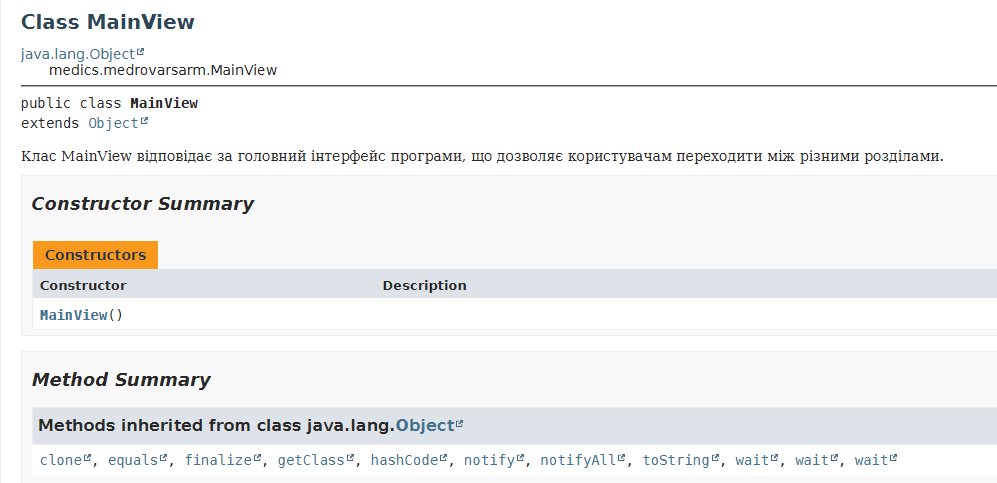 Class MainView
java.lang.Object
medics.medrovarsarm.MainView
public class MainView
extends Object
Клас MainView відповідає за головний інтерфейс програми, що дозволяє користувачам переходити між різними розділами.
Constructor Summary
Constructors
Constructor Description
MainView()
Method Summary
Methods inherited from class java.lang.Object
clone, equals, finalize, getClass, hashCode, notify, notifyAll, toString, wait, wait, wait